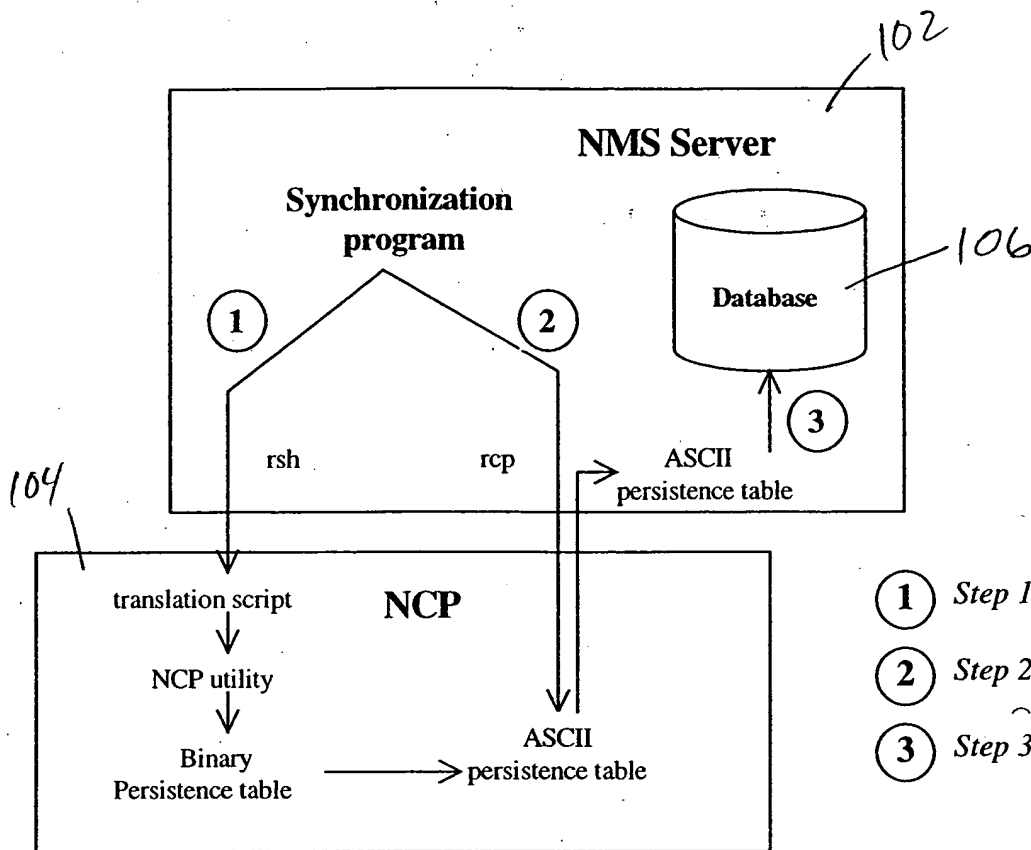 102
NMS Server
Synchronization
program
106
Database
1
2
3
rsh
rcp
ASCII
persistence table
104
translation script
NCP
NCP utility
Binary
Persistence table
ASCII
persistence table
1 Step 1
2 Step 2
3 Step 3